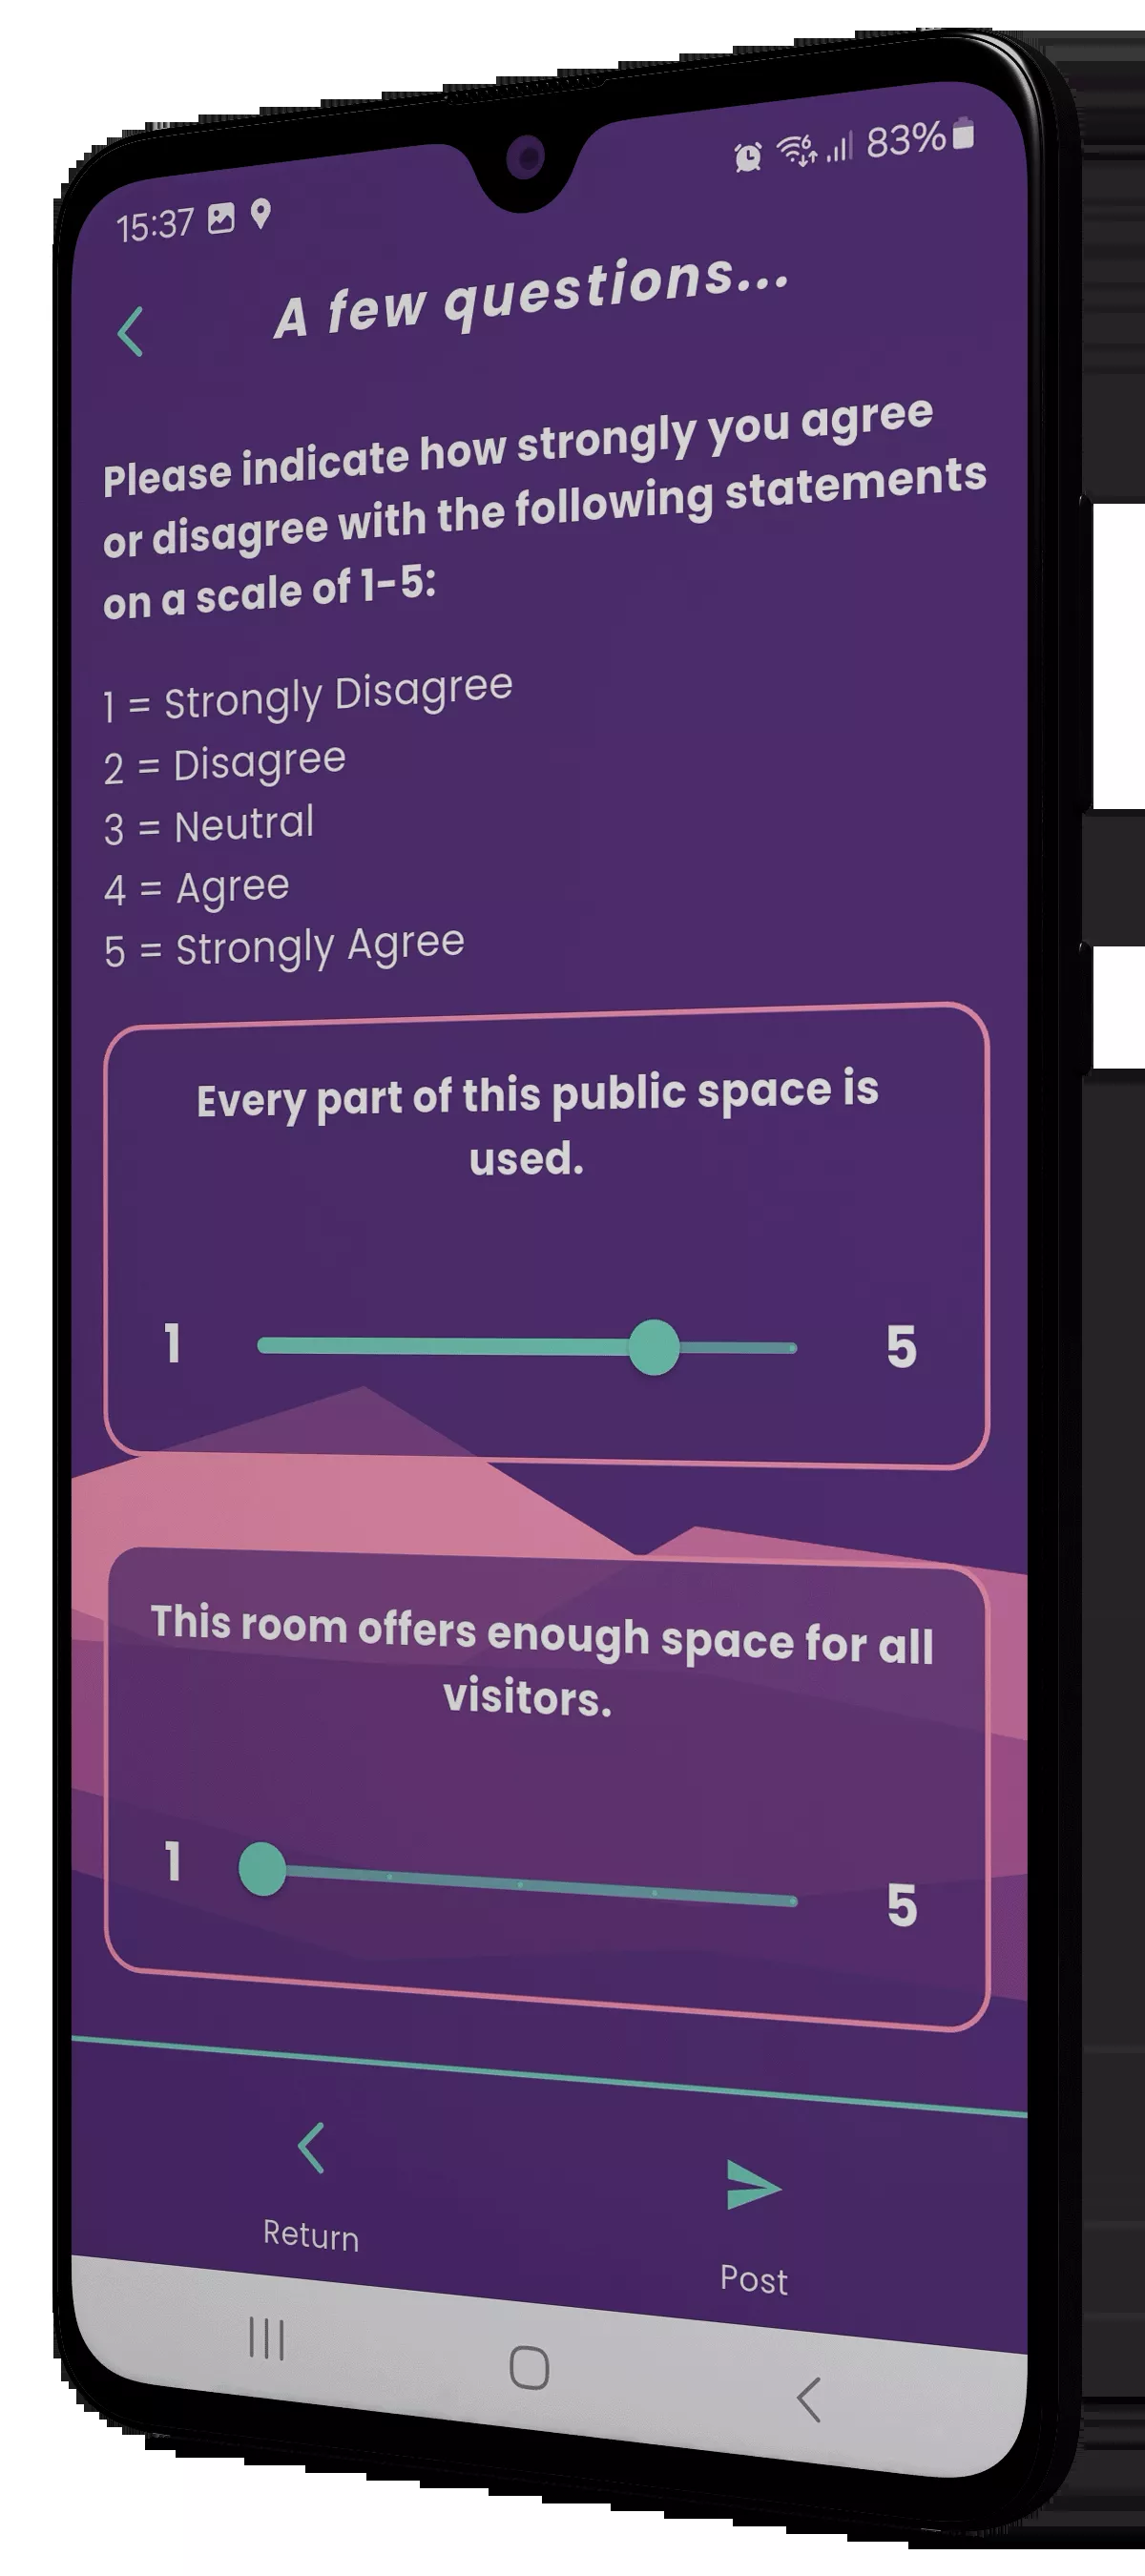 15:37 83%
A few questions...
Please indicate how strongly you agree
or disagree with the following statements
on a scale of 1-5:
1 = Strongly Disagree
2 = Disagree
3 = Neutral
4 = Agree
5 = Strongly Agree
Every part of this public space is
used.
1 5
This room offers enough space for all
visitors.
1 5
Return Post